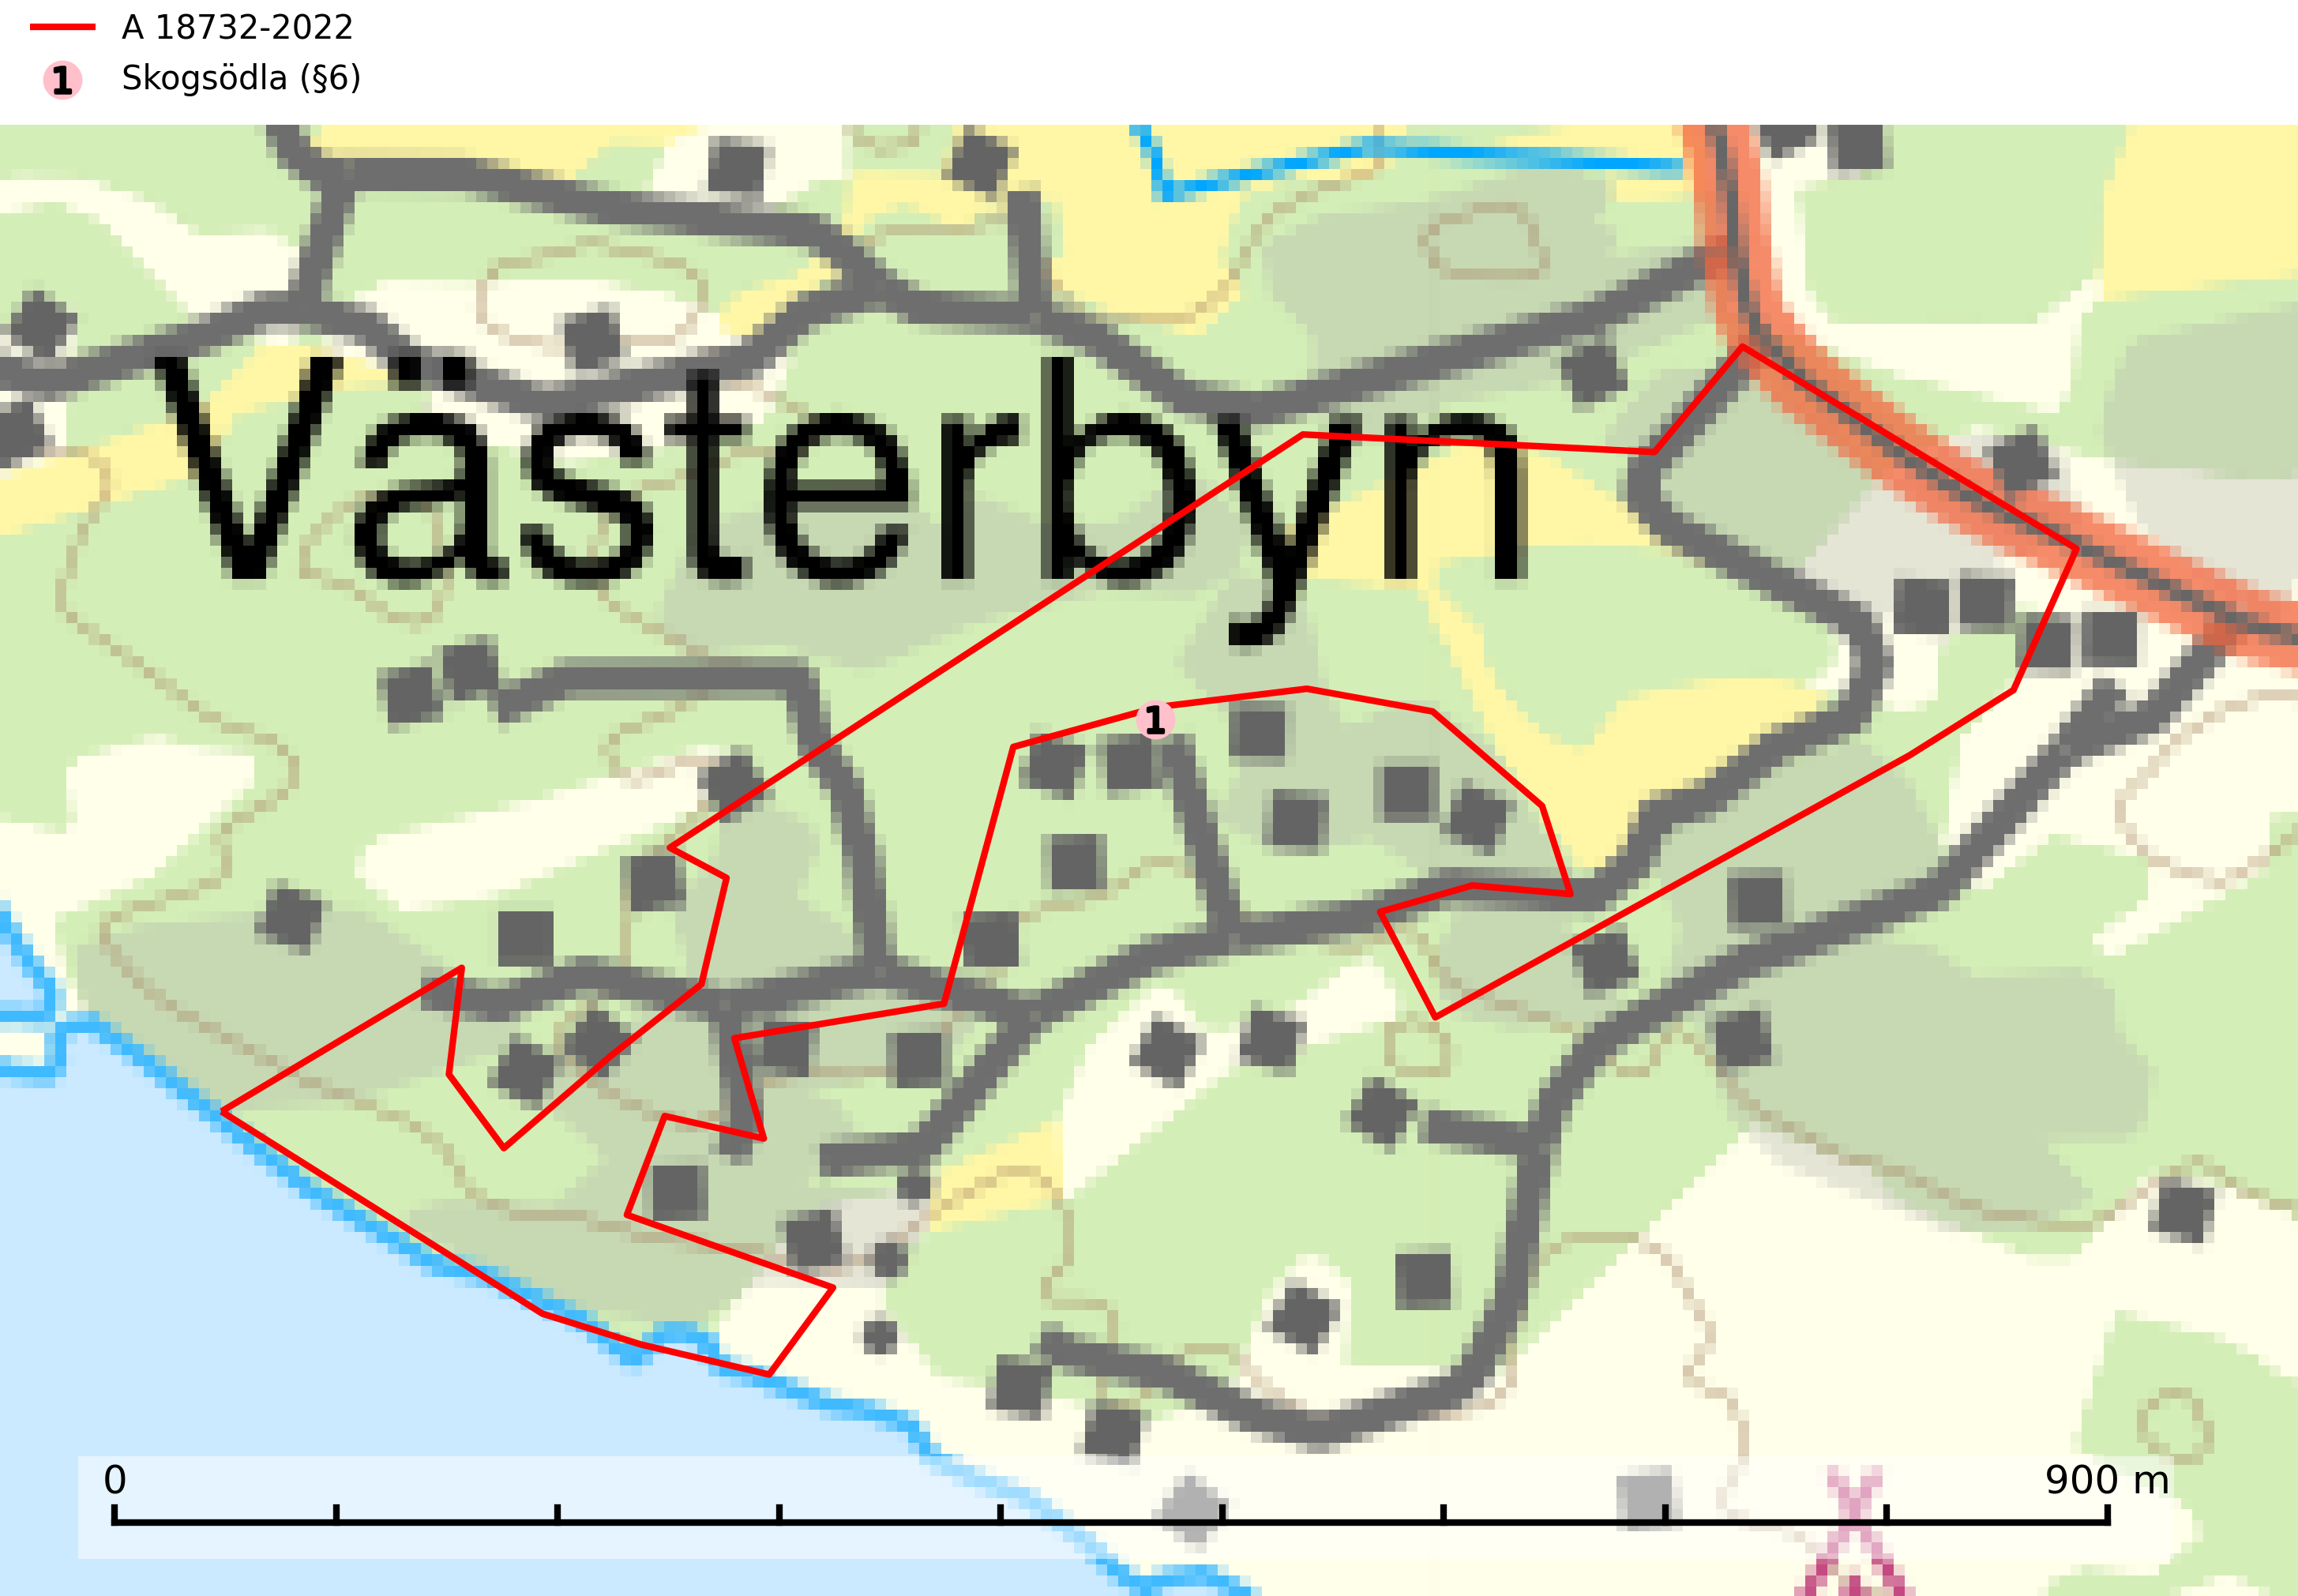 A 18732-2022
1 Skogsödla (§6)
Västerbyn
1
0 900 m